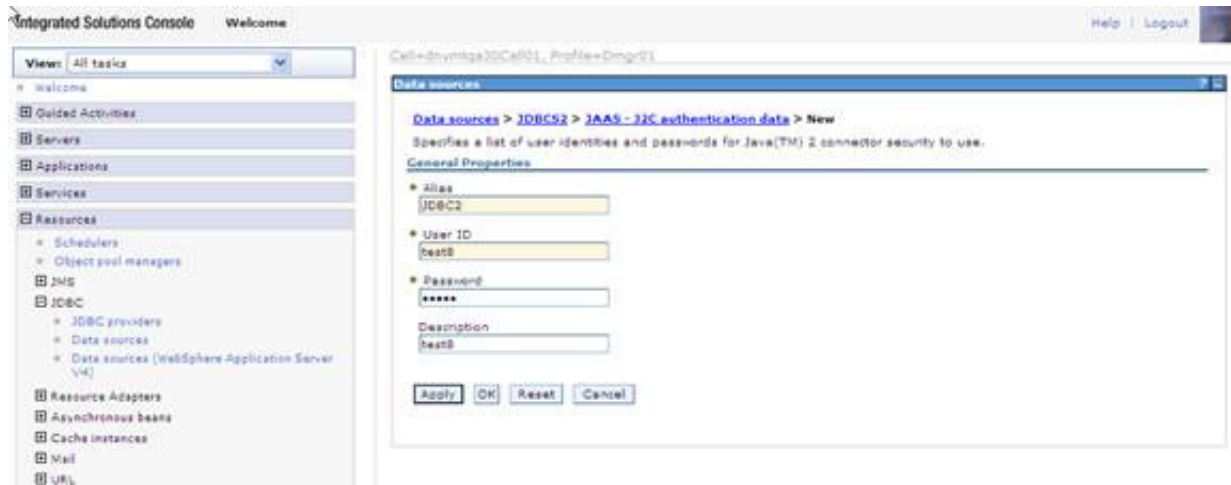 Integrated Solutions Console Welcome
Help | Logout
View: All tasks
Welcome
Guided Activities
Servers
Applications
Services
Resources
Schedulers
Object pool managers
JMS
JDBC
JDBC providers
Data sources
Data sources (WebSphere Application Server
V4)
Resource Adapters
Asynchronous beans
Cache instances
Mail
URL
Profile=Dmgr01
Data sources
? -
Data sources > JDBCS2 > JAAS - J2C authentication data > New
Specifies a list of user identities and passwords for Java(TM) 2 connector security to use.
General Properties
* Alias
JDBC2
* User ID
test8
* Password
•••••
Description
test8
Apply OK Reset Cancel